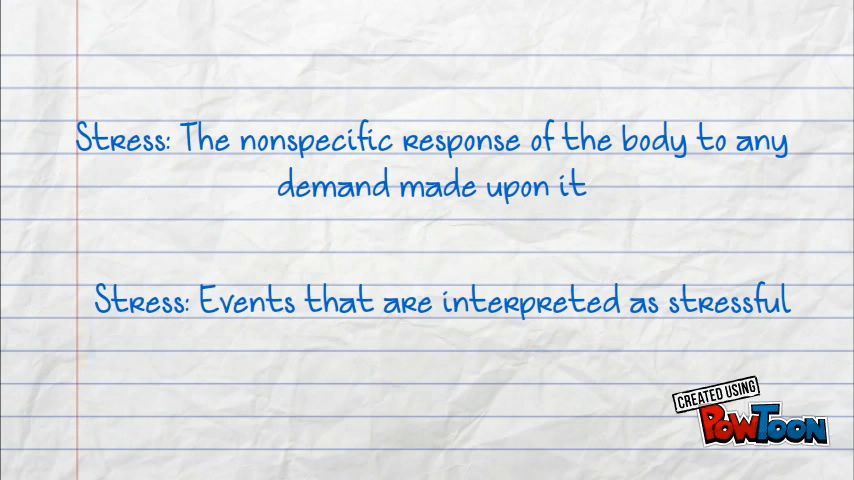 Stress: The nonspecific response of the body to any
demand made upon it
Stress: Events that are interpreted as stressful
CREATED USING
POWTOON